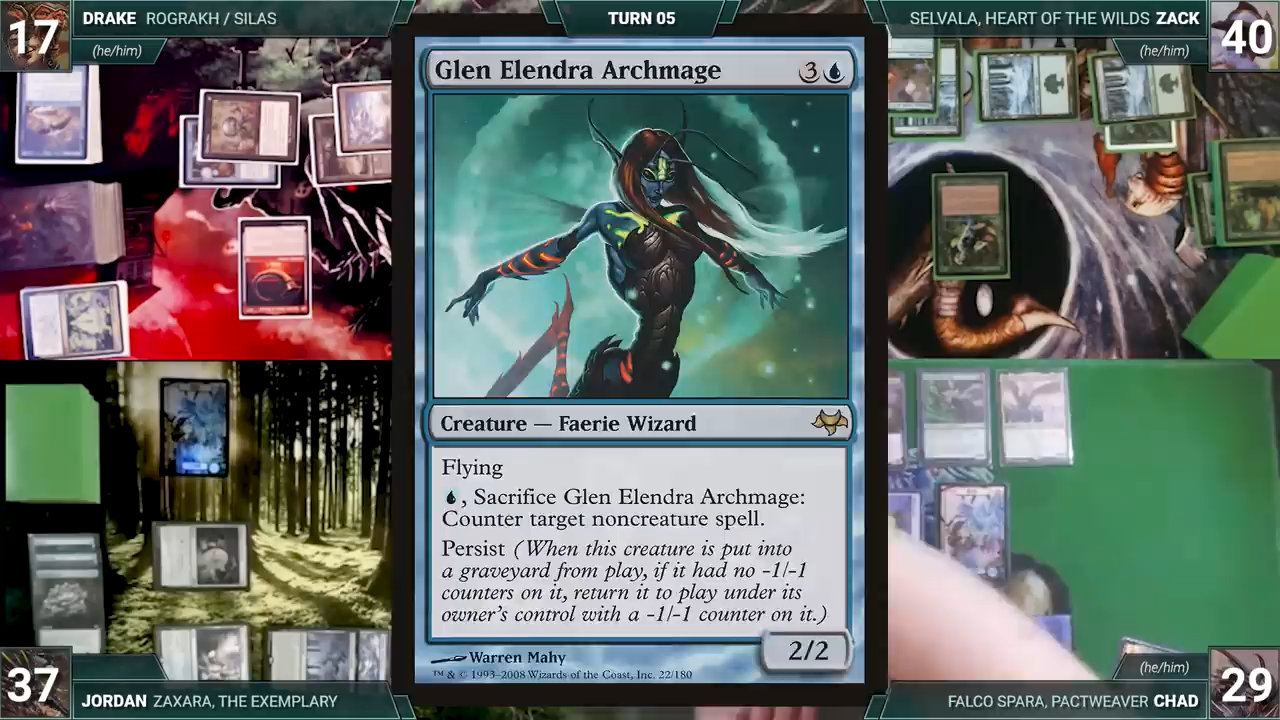 17
DRAKE ROGRAKH / SILAS
(he/him)
TURN 05
SELVALA, HEART OF THE WILDS ZACK
(he/him)
40
Glen Elendra Archmage 3
Creature — Faerie Wizard
Flying
, Sacrifice Glen Elendra Archmage:
Counter target noncreature spell.
Persist (When this creature is put into
a graveyard from play, if it had no -1/-1
counters on it, return it to play under its
owner's control with a -1/-1 counter on it.)
2/2
Warren Mahy
™ & © 1993–2008 Wizards of the Coast, Inc. 22/180
37
JORDAN ZAXARA, THE EXEMPLARY
(he/him)
FALCO SPARA, PACTWEAVER CHAD
29